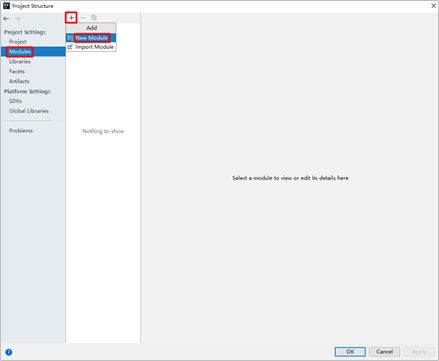 Project Structure
Project Settings
Project
Modules
Libraries
Facets
Artifacts
Platform Settings
SDKs
Global Libraries
Problems
Add
New Module
Import Module
Nothing to show
Select a module to view or edit its details here
OK
Cancel
Apply